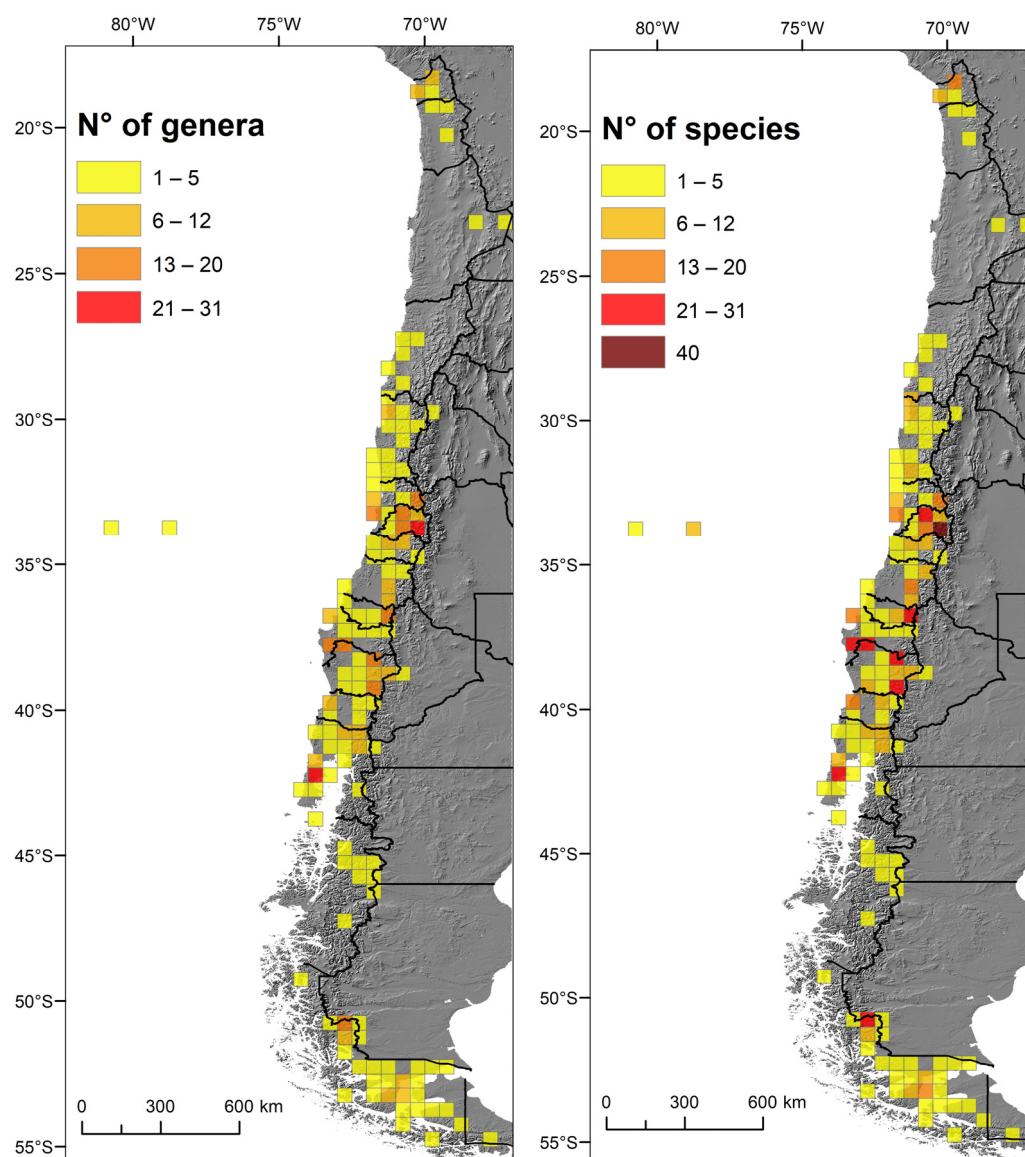 80°W 75°W 70°W
N° of genera
1 – 5
6 – 12
13 – 20
21 – 31
20°S
25°S
30°S
35°S
40°S
45°S
50°S
55°S
0 300 600 km
80°W 75°W 70°W
N° of species
1 – 5
6 – 12
13 – 20
21 – 31
40
20°S
25°S
30°S
35°S
40°S
45°S
50°S
55°S
0 300 600 km